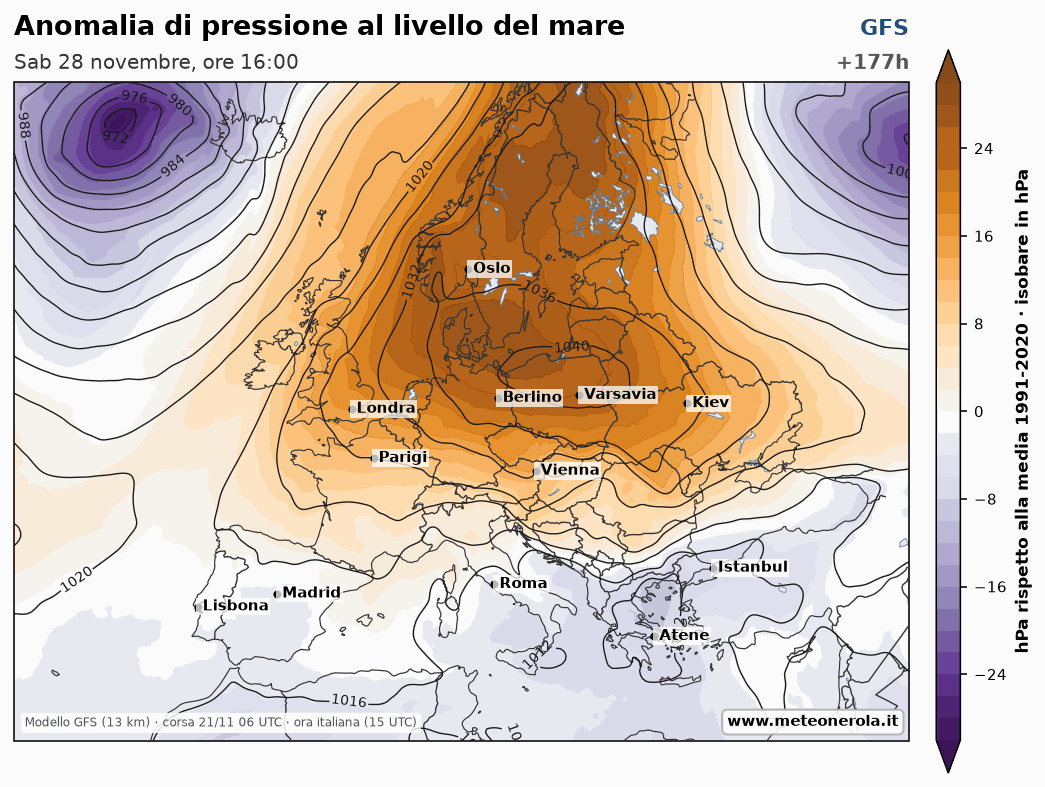 Anomalia di pressione al livello del mare
GFS
Sab 28 novembre, ore 16:00
+177h
976
980
988
972
984
100
1020
24
16
8
0
−8
−16
−24
hPa rispetto alla media 1991-2020 · isobare in hPa
Oslo
1032
1036
1040
Berlino
Varsavia
Kiev
Londra
Parigi
Vienna
1020
Istanbul
Roma
Madrid
Lisbona
Atene
1012
1016
10
Modello GFS (13 km) · corsa 21/11 06 UTC · ora italiana (15 UTC)
www.meteonerola.it